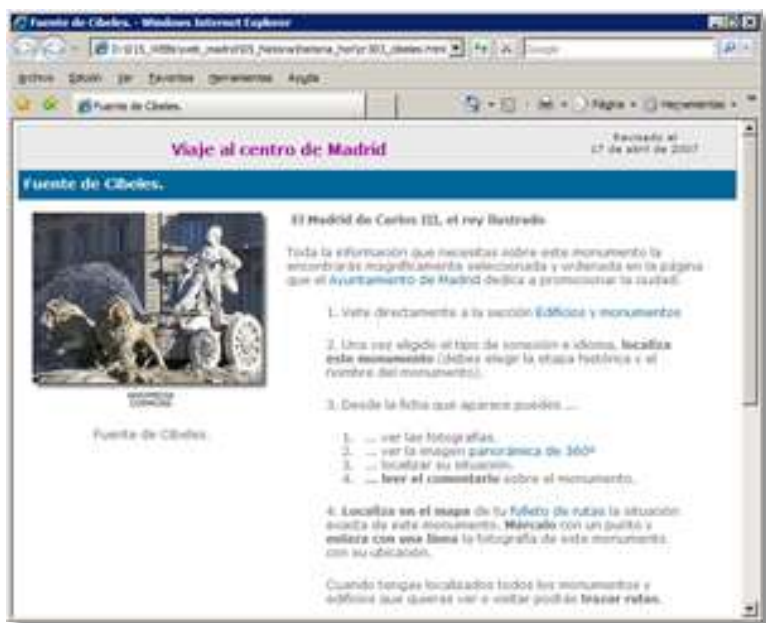 Fuente de Cibeles. - Windows Internet Explorer
Archivo Edición Ver Favoritos Herramientas Ayuda
Fuente de Cibeles.
Página Herramientas
Viaje al centro de Madrid
Revisado el
17 de abril de 2007
Fuente de Cibeles.
El Madrid de Carlos III, el rey ilustrado
Toda la información que necesitas sobre este monumento la
encontrarás magníficamente seleccionada y ordenada en la página
que el Ayuntamiento de Madrid dedica a promocionar la ciudad.
1. Vete directamente a la sección Edificios y monumentos
2. Una vez elegido el tipo de conexión e idioma, localiza
este monumento (debes elegir la etapa histórica y el
nombre del monumento).
3. Desde la ficha que aparece puedes ...
1. ... ver las fotografías.
2. ... ver la imagen panorámica de 360º
3. ... localizar su situación.
4. ... leer el comentario sobre el monumento.
4. Localiza en el mapa de tu folleto de rutas la situación
exacta de este monumento. Márcalo con un punto y
enlaza con una línea la fotografía de este monumento
con su ubicación.
Cuando tengas localizados todos los monumentos y
edificios que quieras ver o visitar podrás trazar rutas.
Fuente de Cibeles.